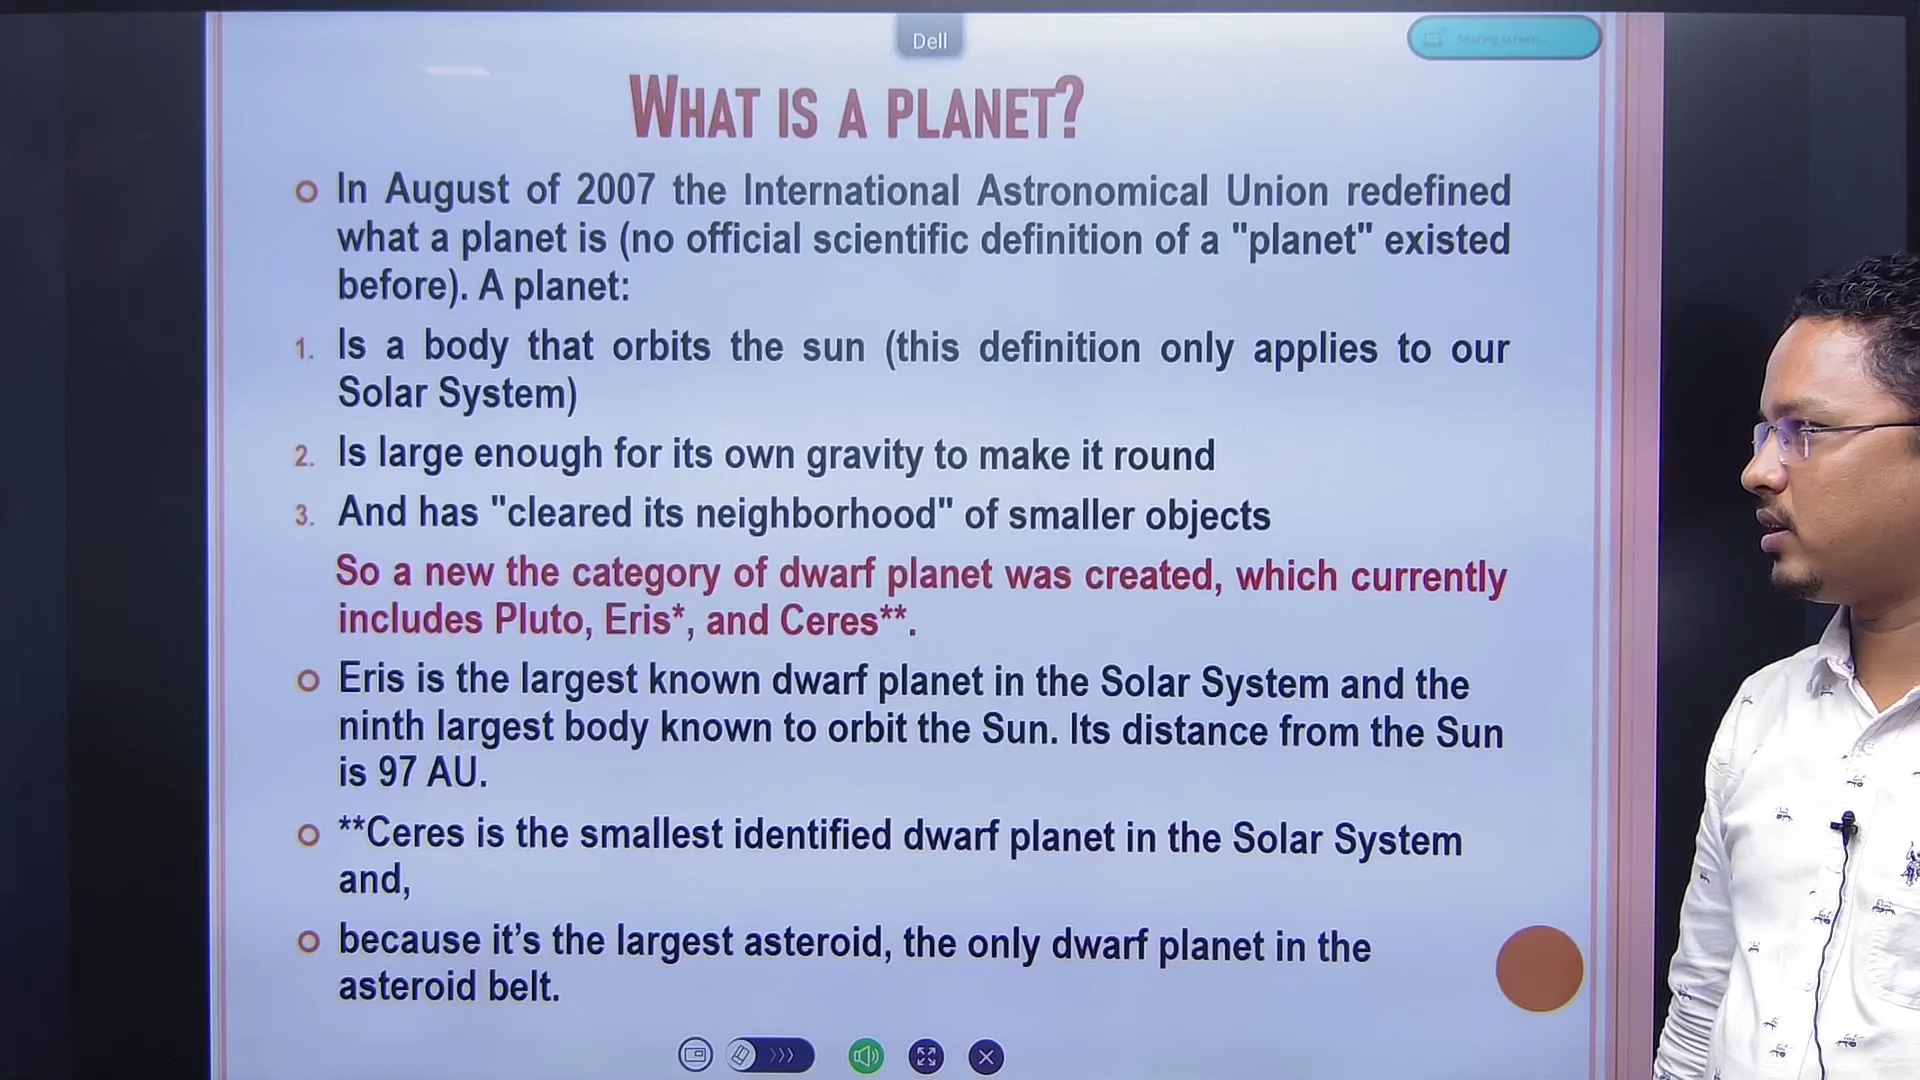 Dell
Sharing screen...
WHAT IS A PLANET?
In August of 2007 the International Astronomical Union redefined
what a planet is (no official scientific definition of a "planet" existed
before). A planet:
1. Is a body that orbits the sun (this definition only applies to our
Solar System)
2. Is large enough for its own gravity to make it round
3. And has "cleared its neighborhood" of smaller objects
So a new the category of dwarf planet was created, which currently
includes Pluto, Eris*, and Ceres**.
Eris is the largest known dwarf planet in the Solar System and the
ninth largest body known to orbit the Sun. Its distance from the Sun
is 97 AU.
**Ceres is the smallest identified dwarf planet in the Solar System
and,
because it’s the largest asteroid, the only dwarf planet in the
asteroid belt.